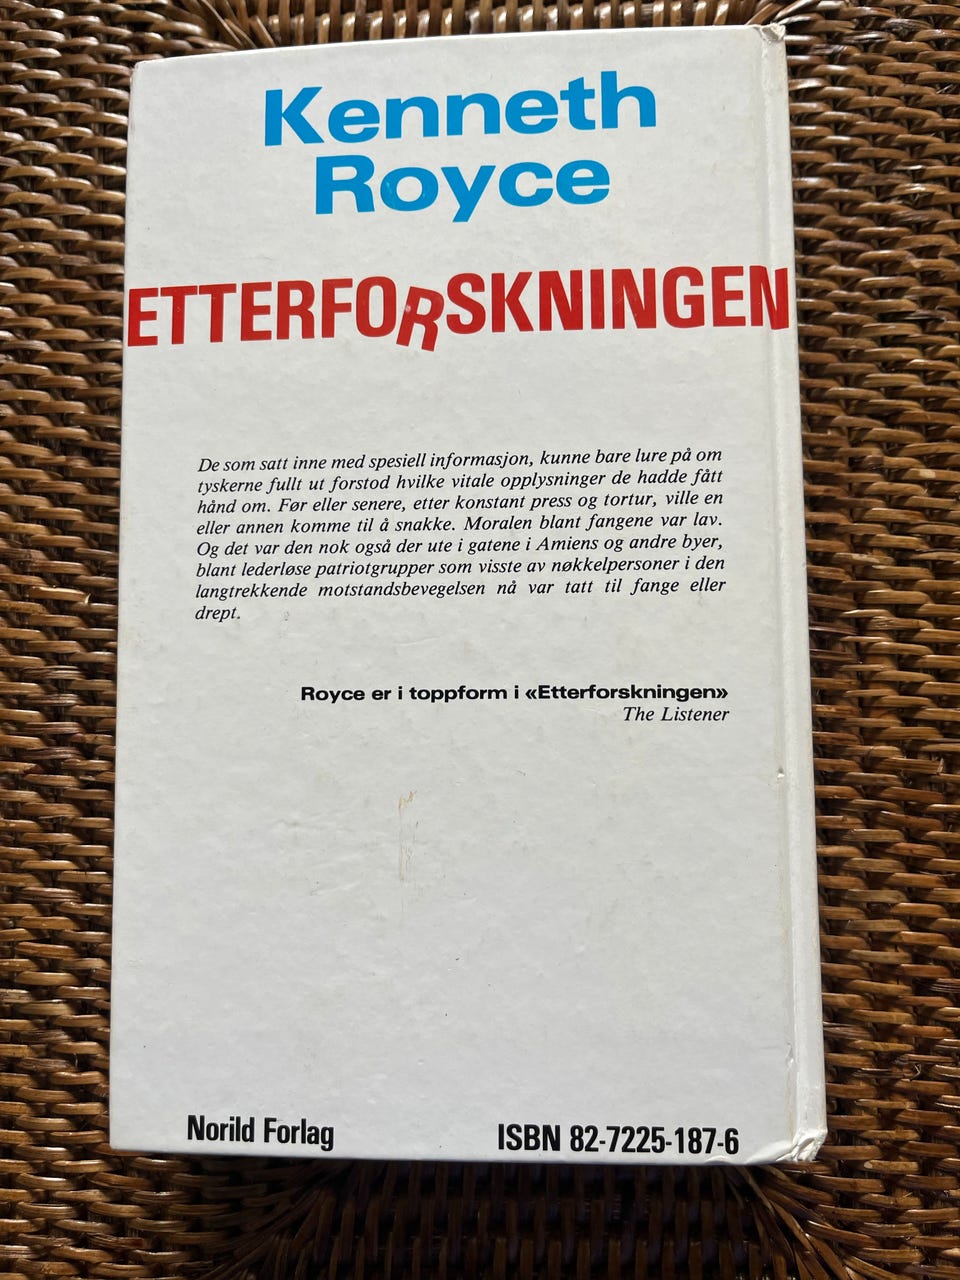 Kenneth
Royce
ETTERFORSKNINGEN
De som satt inne med spesiell informasjon, kunne bare lure på om
tyskerne fullt ut forstod hvilke vitale opplysninger de hadde fått
hånd om. Før eller senere, etter konstant press og tortur, ville en
eller annen komme til å snakke. Moralen blant fangene var lav.
Og det var den nok også der ute i gatene i Amiens og andre byer,
blant lederløse patriotgrupper som visste av nøkkelpersoner i den
langtrekkende motstandsbevegelsen nå var tatt til fange eller
drept.
Royce er i toppform i «Etterforskningen»
The Listener
Norild Forlag
ISBN 82-7225-187-6